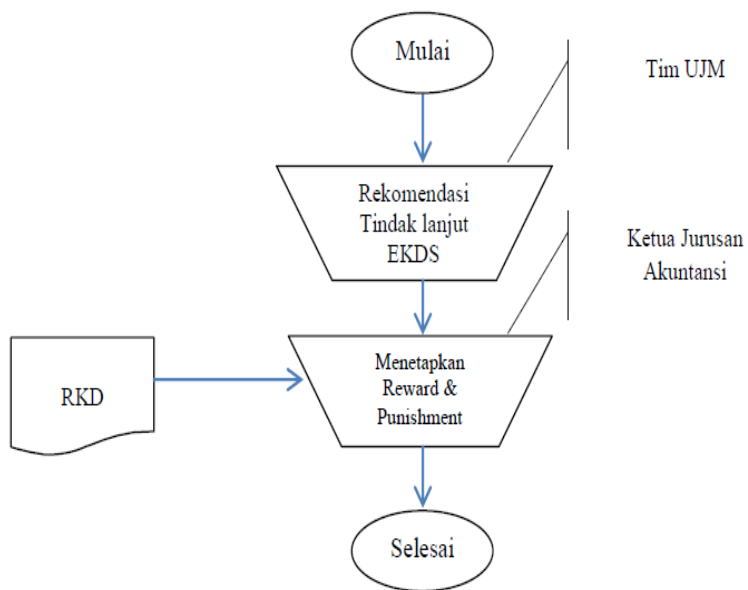 Mulai
Tim UJM
Rekomendasi
Tindak lanjut
EKDS
Ketua Jurusan
Akuntansi
RKD
Menetapkan
Reward &
Punishment
Selesai